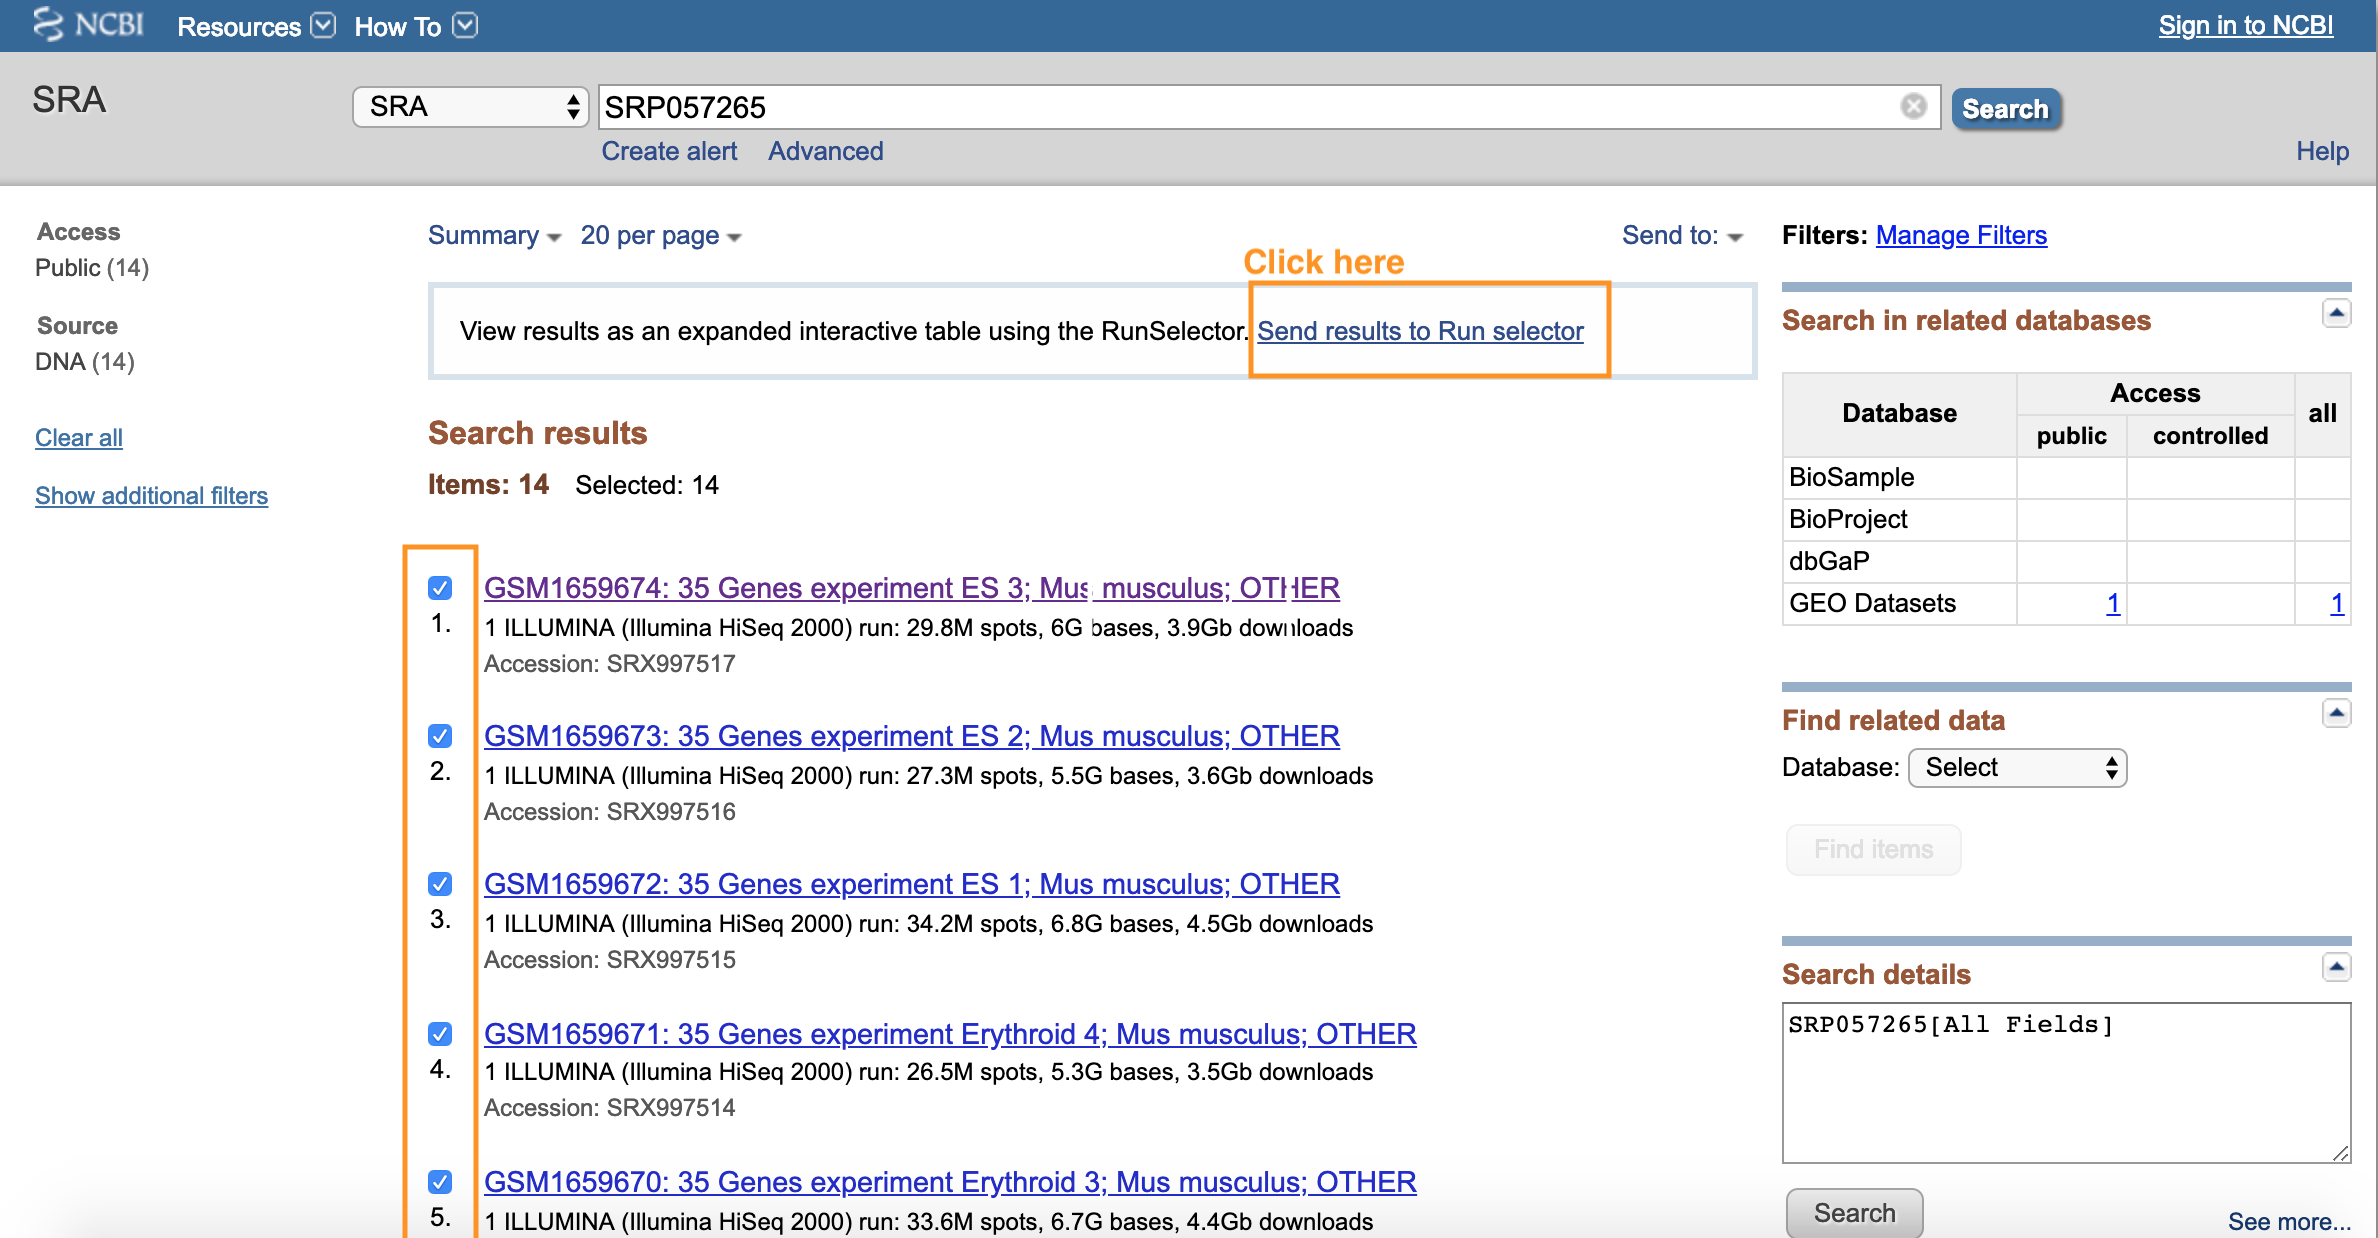 NCBI Resources How To Sign in to NCBI
SRA SRA SRP057265 Search
Create alert Advanced Help
Access
Public (14)
Source
DNA (14)
Clear all
Show additional filters
Summary 20 per page Send to:
Click here
View results as an expanded interactive table using the RunSelector. Send results to Run selector
Search results
Items: 14 Selected: 14
GSM1659674: 35 Genes experiment ES 3; Mus musculus; OTHER
1. 1 ILLUMINA (Illumina HiSeq 2000) run: 29.8M spots, 6G bases, 3.9Gb downloads
Accession: SRX997517
GSM1659673: 35 Genes experiment ES 2; Mus musculus; OTHER
2. 1 ILLUMINA (Illumina HiSeq 2000) run: 27.3M spots, 5.5G bases, 3.6Gb downloads
Accession: SRX997516
GSM1659672: 35 Genes experiment ES 1; Mus musculus; OTHER
3. 1 ILLUMINA (Illumina HiSeq 2000) run: 34.2M spots, 6.8G bases, 4.5Gb downloads
Accession: SRX997515
GSM1659671: 35 Genes experiment Erythroid 4; Mus musculus; OTHER
4. 1 ILLUMINA (Illumina HiSeq 2000) run: 26.5M spots, 5.3G bases, 3.5Gb downloads
Accession: SRX997514
GSM1659670: 35 Genes experiment Erythroid 3; Mus musculus; OTHER
5. 1 ILLUMINA (Illumina HiSeq 2000) run: 33.6M spots, 6.7G bases, 4.4Gb downloads
Filters: Manage Filters
Search in related databases
Database Access all
public controlled
BioSample
BioProject
dbGaP
GEO Datasets 1 1
Find related data
Database: Select
Find items
Search details
SRP057265[All Fields]
Search
See more...